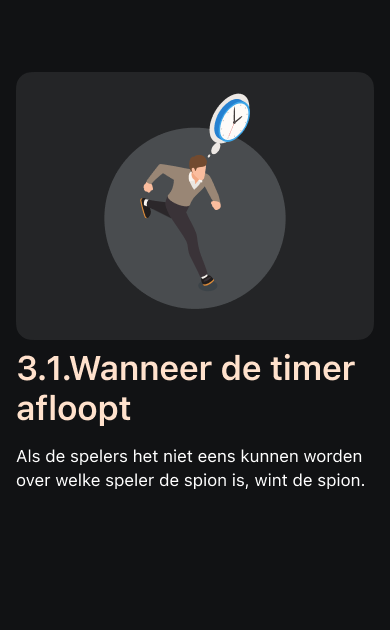 3.1.Wanneer de timer
afloopt
Als de spelers het niet eens kunnen worden
over welke speler de spion is, wint de spion.